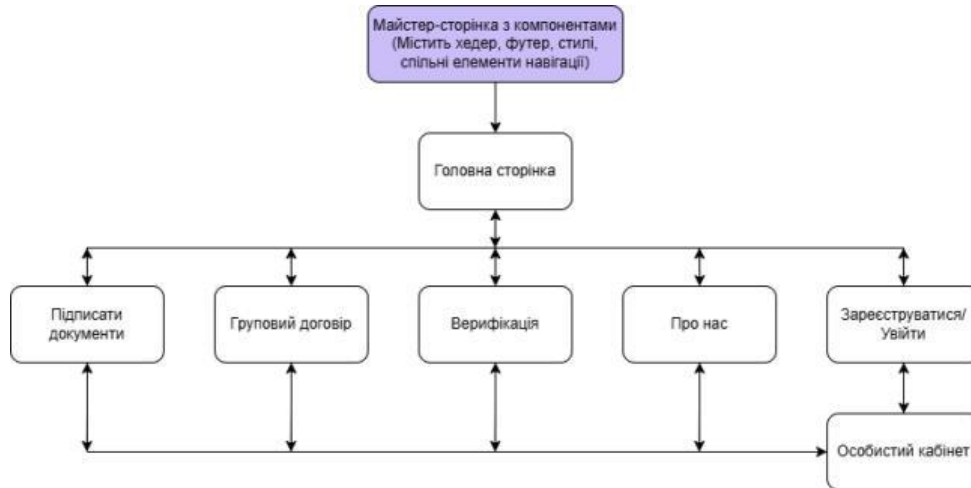 Майстер-сторінка з компонентами
(Містить хедер, футер, стилі,
спільні елементи навігації)
Головна сторінка
Підписати
документи
Груповий договір
Верифікація
Про нас
Зареєструватися/
Увійти
Особистий кабінет